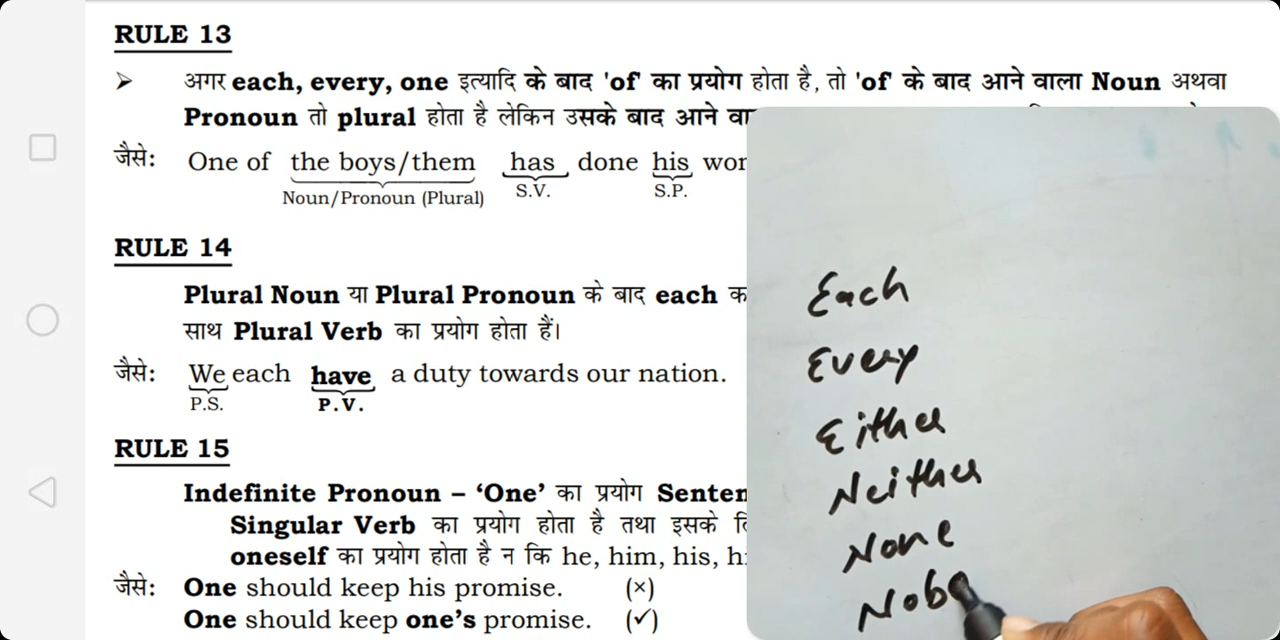 RULE 13
➢ अगर each, every, one इत्यादि के बाद 'of' का प्रयोग होता है, तो 'of' के बाद आने वाला Noun अथवा
Pronoun तो plural होता है लेकिन उसके बाद आने
जैसे: One of the boys/them has done his
Noun/Pronoun (Plural) S.V. S.P.
RULE 14
Plural Noun या Plural Pronoun के बाद each
साथ Plural Verb का प्रयोग होता हैं।
जैसे: We each have a duty towards our nation.
P.S. P.V.
RULE 15
Indefinite Pronoun – 'One' का प्रयोग
Singular Verb का प्रयोग होता है तथा इसके
oneself का प्रयोग होता है न कि he, him, his,
जैसे: One should keep his promise. (×)
One should keep one's promise. (✓)
Each
Every
Either
Neither
None
Nobo